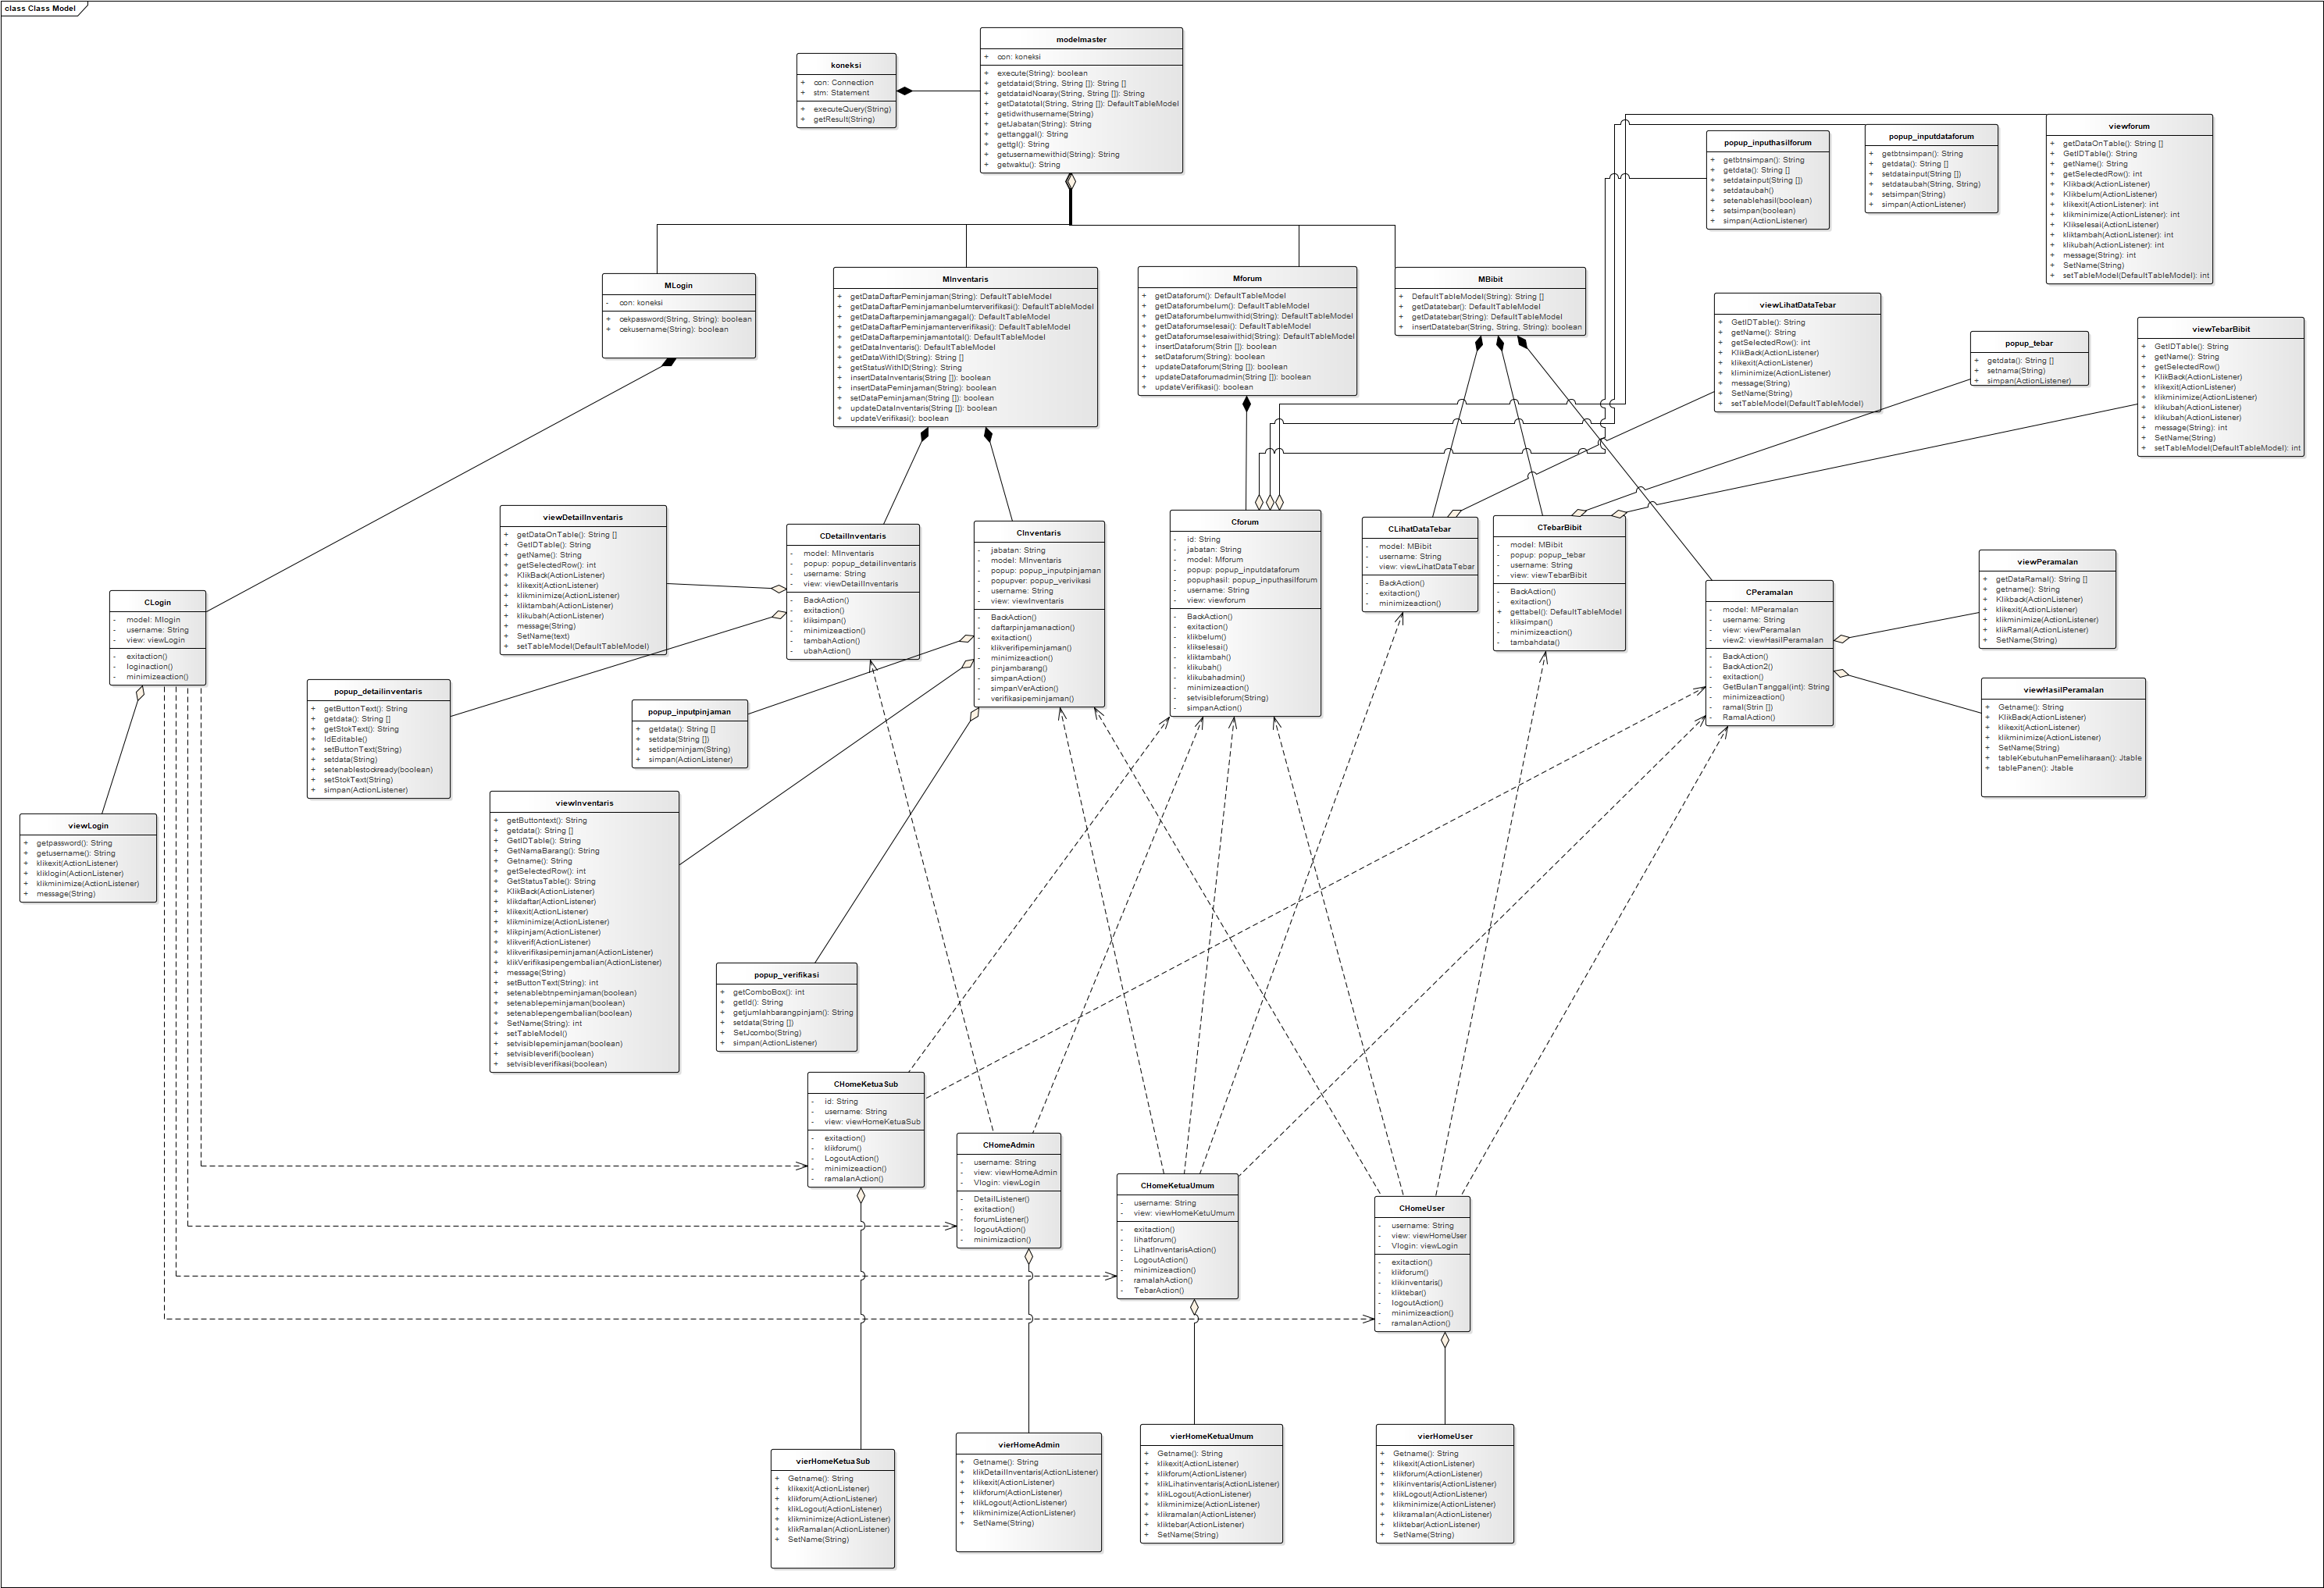 class Class Model
modelmaster
+ con: koneksi
+ execute(String): boolean
+ getdataid(String, String []): String []
+ getdataidNoaray(String, String []): String
+ getDatatotal(String, String []): DefaultTableModel
+ getidwithusername(String)
+ getJabatan(String): String
+ gettanggal(): String
+ gettgl(): String
+ getusernamewithid(String): String
+ getwaktu(): String
koneksi
+ con: Connection
+ stm: Statement
+ executeQuery(String)
+ getResult(String)
popup_inputhasilforum
+ getbtnsimpan(): String
+ getdata(): String []
+ setdatainput(String [])
+ setdataubah()
+ setenablehasil(boolean)
+ setsimpan(boolean)
+ simpan(ActionListener)
popup_inputdataforum
+ getbtnsimpan(): String
+ getdata(): String []
+ setdatainput(String [])
+ setdataubah(String, String)
+ setsimpan(String)
+ simpan(ActionListener)
viewforum
+ getDataOnTable(): String []
+ GetIDTable(): String
+ getName(): String
+ getSelectedRow(): int
+ Klikback(ActionListener)
+ Klikbelum(ActionListener)
+ klikexit(ActionListener): int
+ klikminimize(ActionListener): int
+ Klikselesai(ActionListener)
+ kliktambah(ActionListener): int
+ klikubah(ActionListener): int
+ message(String): int
+ SetName(String)
+ setTableModel(DefaultTableModel): int
MLogin
- con: koneksi
+ cekpassword(String, String): boolean
+ cekusername(String): boolean
MInventaris
+ getDataDaftarPeminjaman(String): DefaultTableModel
+ getDataDaftarPeminjamanbelumterverifikasi(): DefaultTableModel
+ getDataDaftarpeminjamangagal(): DefaultTableModel
+ getDataDaftarPeminjamanterverifikasi(): DefaultTableModel
+ getDataDaftarpeminjamantotal(): DefaultTableModel
+ getDataInventaris(): DefaultTableModel
+ getDataWithID(String): String []
+ getStatusWithID(String): String
+ insertDataInventaris(String []): boolean
+ insertDataPeminjaman(String): boolean
+ setDataPeminjaman(String []): boolean
+ updateDataInventaris(String []): boolean
+ updateVerifikasi(): boolean
Mforum
+ getDataforum(): DefaultTableModel
+ getDataforumbelum(): DefaultTableModel
+ getDataforumbelumwithid(String): DefaultTableModel
+ getDataforumselesai(): DefaultTableModel
+ getDataforumselesaiwithid(String): DefaultTableModel
+ insertDataforum(Strin []): boolean
+ setDataforum(String): boolean
+ updateDataforum(String []): boolean
+ updateDataforumadmin(String []): boolean
+ updateVerifikasi(): boolean
MBibit
+ DefaultTableModel(String): String []
+ getDatatebar(): DefaultTableModel
+ getDatatebar(String): DefaultTableModel
+ insertDatatebar(String, String, String): boolean
viewLihatDataTebar
+ GetIDTable(): String
+ getName(): String
+ getSelectedRow(): int
+ KlikBack(ActionListener)
+ klikexit(ActionListener)
+ kliminimize(ActionListener)
+ message(String)
+ SetName(String)
+ setTableModel(DefaultTableModel)
popup_tebar
+ getdata(): String []
+ setnama(String)
+ simpan(ActionListener)
viewTebarBibit
+ GetIDTable(): String
+ getName(): String
+ getSelectedRow()
+ KlikBack(ActionListener)
+ klikexit(ActionListener)
+ klikminimize(ActionListener)
+ klikubah(ActionListener)
+ klikubah(ActionListener)
+ message(String): int
+ SetName(String)
+ setTableModel(DefaultTableModel): int
viewDetailInventaris
+ getDataOnTable(): String []
+ GetIDTable(): String
+ getName(): String
+ getSelectedRow(): int
+ KlikBack(ActionListener)
+ klikexit(ActionListener)
+ klikminimize(ActionListener)
+ kliktambah(ActionListener)
+ klikubah(ActionListener)
+ message(String)
+ SetName(text)
+ setTableModel(DefaultTableModel)
CDetailInventaris
- model: MInventaris
- popup: popup_detailinventaris
- username: String
- view: viewDetailInventaris
- BackAction()
- exitaction()
- kliksimpan()
- minimizeaction()
- tambahAction()
- ubahAction()
CInventaris
- jabatan: String
- model: MInventaris
- popup: popup_inputpinjaman
- popupver: popup_verivikasi
- username: String
- view: viewInventaris
- BackAction()
- daftarpinjamanaction()
- exitaction()
- klikverifipeminjaman()
- minimizeaction()
- pinjambarang()
- simpanAction()
- simpanVerAction()
- verifikasipeminjaman()
Cforum
- id: String
- jabatan: String
- model: Mforum
- popup: popup_inputdataforum
- popuphasil: popup_inputhasilforum
- username: String
- view: viewforum
- BackAction()
- exitaction()
- klikbelum()
- klikselesai()
- kliktambah()
- klikubah()
- klikubahadmin()
- minimizeaction()
- setvisibleforum(String)
- simpanAction()
CLihatDataTebar
- model: MBibit
- username: String
- view: viewLihatDataTebar
- BackAction()
- exitaction()
- minimizeaction()
CTebarBibit
- model: MBibit
- popup: popup_tebar
- username: String
- view: viewTebarBibit
- BackAction()
- exitaction()
+ gettabel(): DefaultTableModel
- kliksimpan()
- minimizeaction()
- tambahdata()
CPeramalan
- model: MPeramalan
- username: String
- view: viewPeramalan
- view2: viewHasilPeramalan
- BackAction()
- BackAction2()
- exitaction()
- GetBulanTanggal(int): String
- minimizeaction()
- ramal(Strin [])
- RamalAction()
viewPeramalan
+ getDataRamal(): String []
+ getname(): String
+ Klikback(ActionListener)
+ klikexit(ActionListener)
+ klikminimize(ActionListener)
+ klikRamal(ActionListener)
+ SetName(String)
viewHasilPeramalan
+ Getname(): String
+ KlikBack(ActionListener)
+ klikexit(ActionListener)
+ klikminimize(ActionListener)
+ SetName(String)
+ tableKebutuhanPemeliharaan(): Jtable
+ tablePanen(): Jtable
CLogin
- model: Mlogin
- username: String
- view: viewLogin
- exitaction()
- loginaction()
- minimizeaction()
popup_detailinventaris
+ getButtonText(): String
+ getdata(): String []
+ getStokText(): String
+ IdEditable()
+ setButtonText(String)
+ setdata(String)
+ setenablestockready(boolean)
+ setStokText(String)
+ simpan(ActionListener)
popup_inputpinjaman
+ getdata(): String []
+ setdata(String [])
+ setidpeminjam(String)
+ simpan(ActionListener)
viewInventaris
+ getButtontext(): String
+ getdata(): String []
+ GetIDTable(): String
+ GetNamaBarang(): String
+ Getname(): String
+ getSelectedRow(): int
+ GetStatusTable(): String
+ KlikBack(ActionListener)
+ klikdaftar(ActionListener)
+ klikexit(ActionListener)
+ klikminimize(ActionListener)
+ klikpinjam(ActionListener)
+ klikverif(ActionListener)
+ klikverifikasipeminjaman(ActionListener)
+ klikVerifikasipengembalian(ActionListener)
+ message(String)
+ setButtonText(String): int
+ setenablebtnpeminjaman(boolean)
+ setenablepeminjaman(boolean)
+ setenablepengembalian(boolean)
+ SetName(String): int
+ setTableModel()
+ setvisiblepeminjaman(boolean)
+ setvisibleverifi(boolean)
+ setvisibleverifikasi(boolean)
viewLogin
+ getpassword(): String
+ getusername(): String
+ klikexit(ActionListener)
+ kliklogin(ActionListener)
+ klikminimize(ActionListener)
+ message(String)
popup_verifikasi
+ getComboBox(): int
+ getId(): String
+ getjumlahbarangpinjam(): String
+ setdata(String [])
+ SetJcombo(String)
+ simpan(ActionListener)
CHomeKetuaSub
- id: String
- username: String
- view: viewHomeKetuaSub
- exitaction()
- klikforum()
- LogoutAction()
- minimizeaction()
- ramalanAction()
CHomeAdmin
- username: String
- view: viewHomeAdmin
- Vlogin: viewLogin
- DetailListener()
- exitaction()
- forumListener()
- logoutAction()
- minimizaction()
CHomeKetuaUmum
- username: String
- view: viewHomeKetuUmum
- exitaction()
- lihatforum()
- LihatInventarisAction()
- LogoutAction()
- minimizeaction()
- ramalahAction()
- TebarAction()
CHomeUser
- username: String
- view: viewHomeUser
- Vlogin: viewLogin
- exitaction()
- klikforum()
- klikinventaris()
- kliktebar()
- logoutAction()
- minimizeaction()
- ramalanAction()
vierHomeKetuaSub
+ Getname(): String
+ klikexit(ActionListener)
+ klikforum(ActionListener)
+ klikLogout(ActionListener)
+ klikminimize(ActionListener)
+ klikRamalan(ActionListener)
+ SetName(String)
vierHomeAdmin
+ Getname(): String
+ klikDetailInventaris(ActionListener)
+ klikexit(ActionListener)
+ klikforum(ActionListener)
+ klikLogout(ActionListener)
+ klikminimize(ActionListener)
+ SetName(String)
vierHomeKetuaUmum
+ Getname(): String
+ klikexit(ActionListener)
+ klikforum(ActionListener)
+ klikLihatinventaris(ActionListener)
+ klikLogout(ActionListener)
+ klikminimize(ActionListener)
+ klikramalan(ActionListener)
+ kliktebar(ActionListener)
+ SetName(String)
vierHomeUser
+ Getname(): String
+ klikexit(ActionListener)
+ klikforum(ActionListener)
+ klikinventaris(ActionListener)
+ klikLogout(ActionListener)
+ klikminimize(ActionListener)
+ klikramalan(ActionListener)
+ kliktebar(ActionListener)
+ SetName(String)